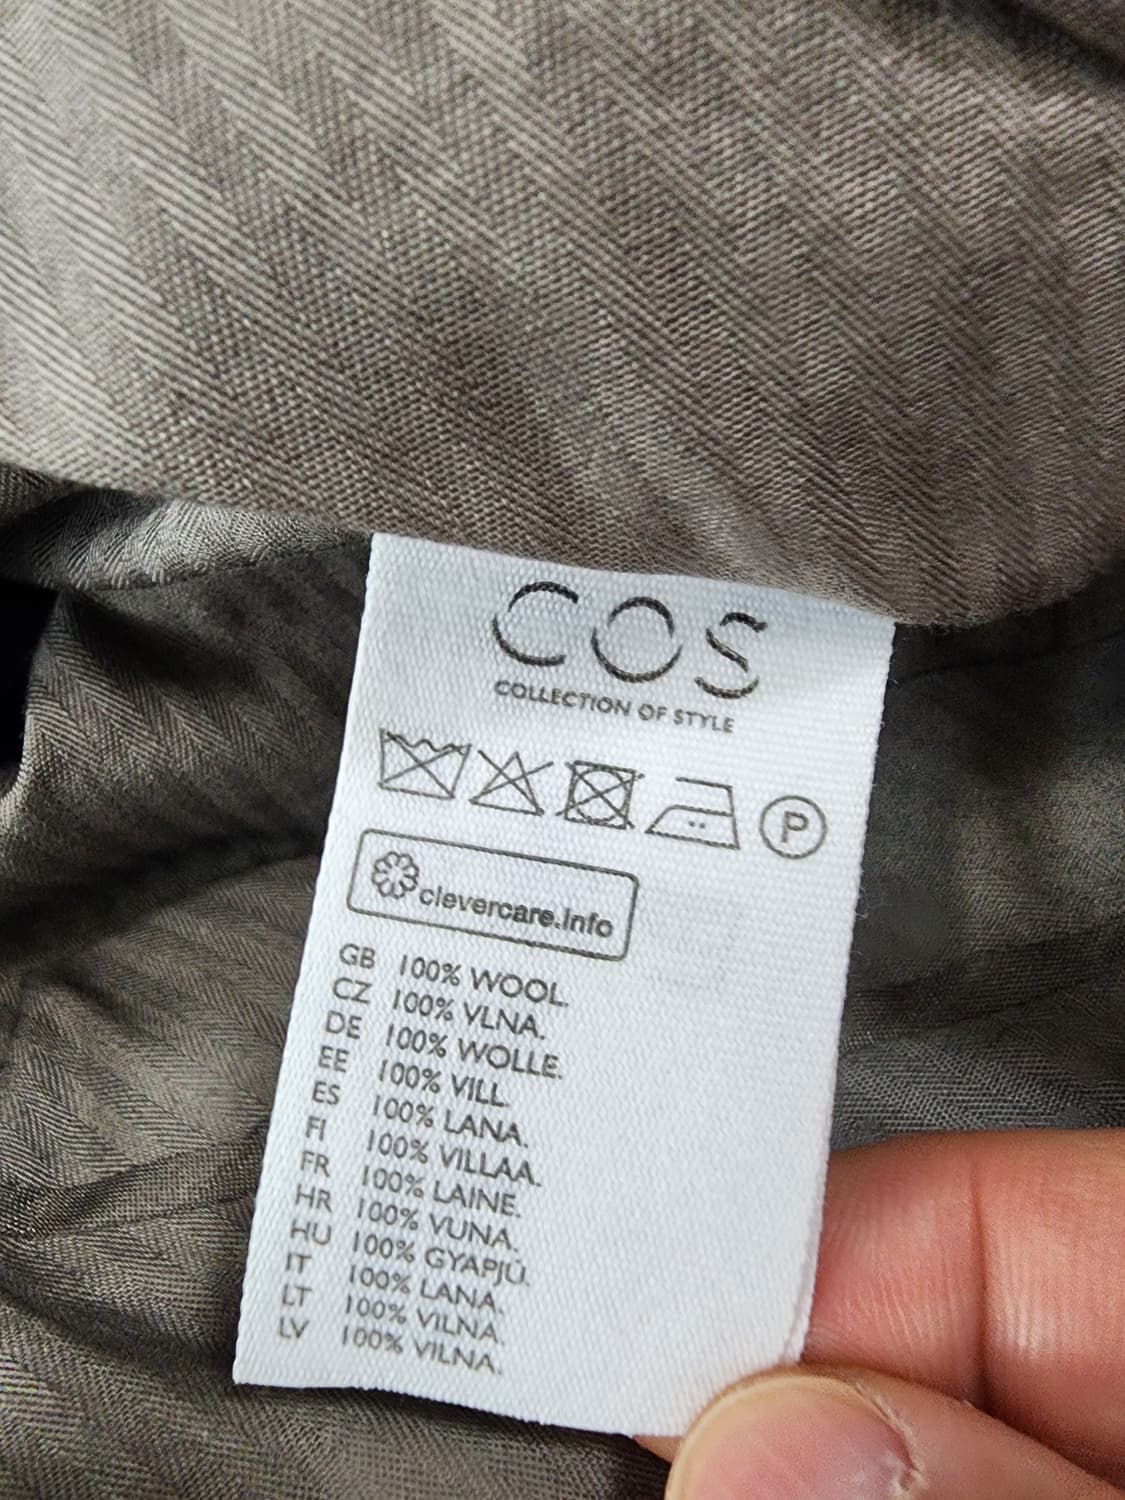 COS
COLLECTION OF STYLE
P
clevercare.info
GB 100% WOOL.
CZ 100% VLNA.
DE 100% WOLLE.
EE 100% VILL.
ES 100% LANA.
FI 100% VILLAA.
FR 100% LAINE.
HR 100% VUNA.
HU 100% GYAPJÚ.
IT 100% LANA.
LT 100% VILNA.
LV 100% VILNA.